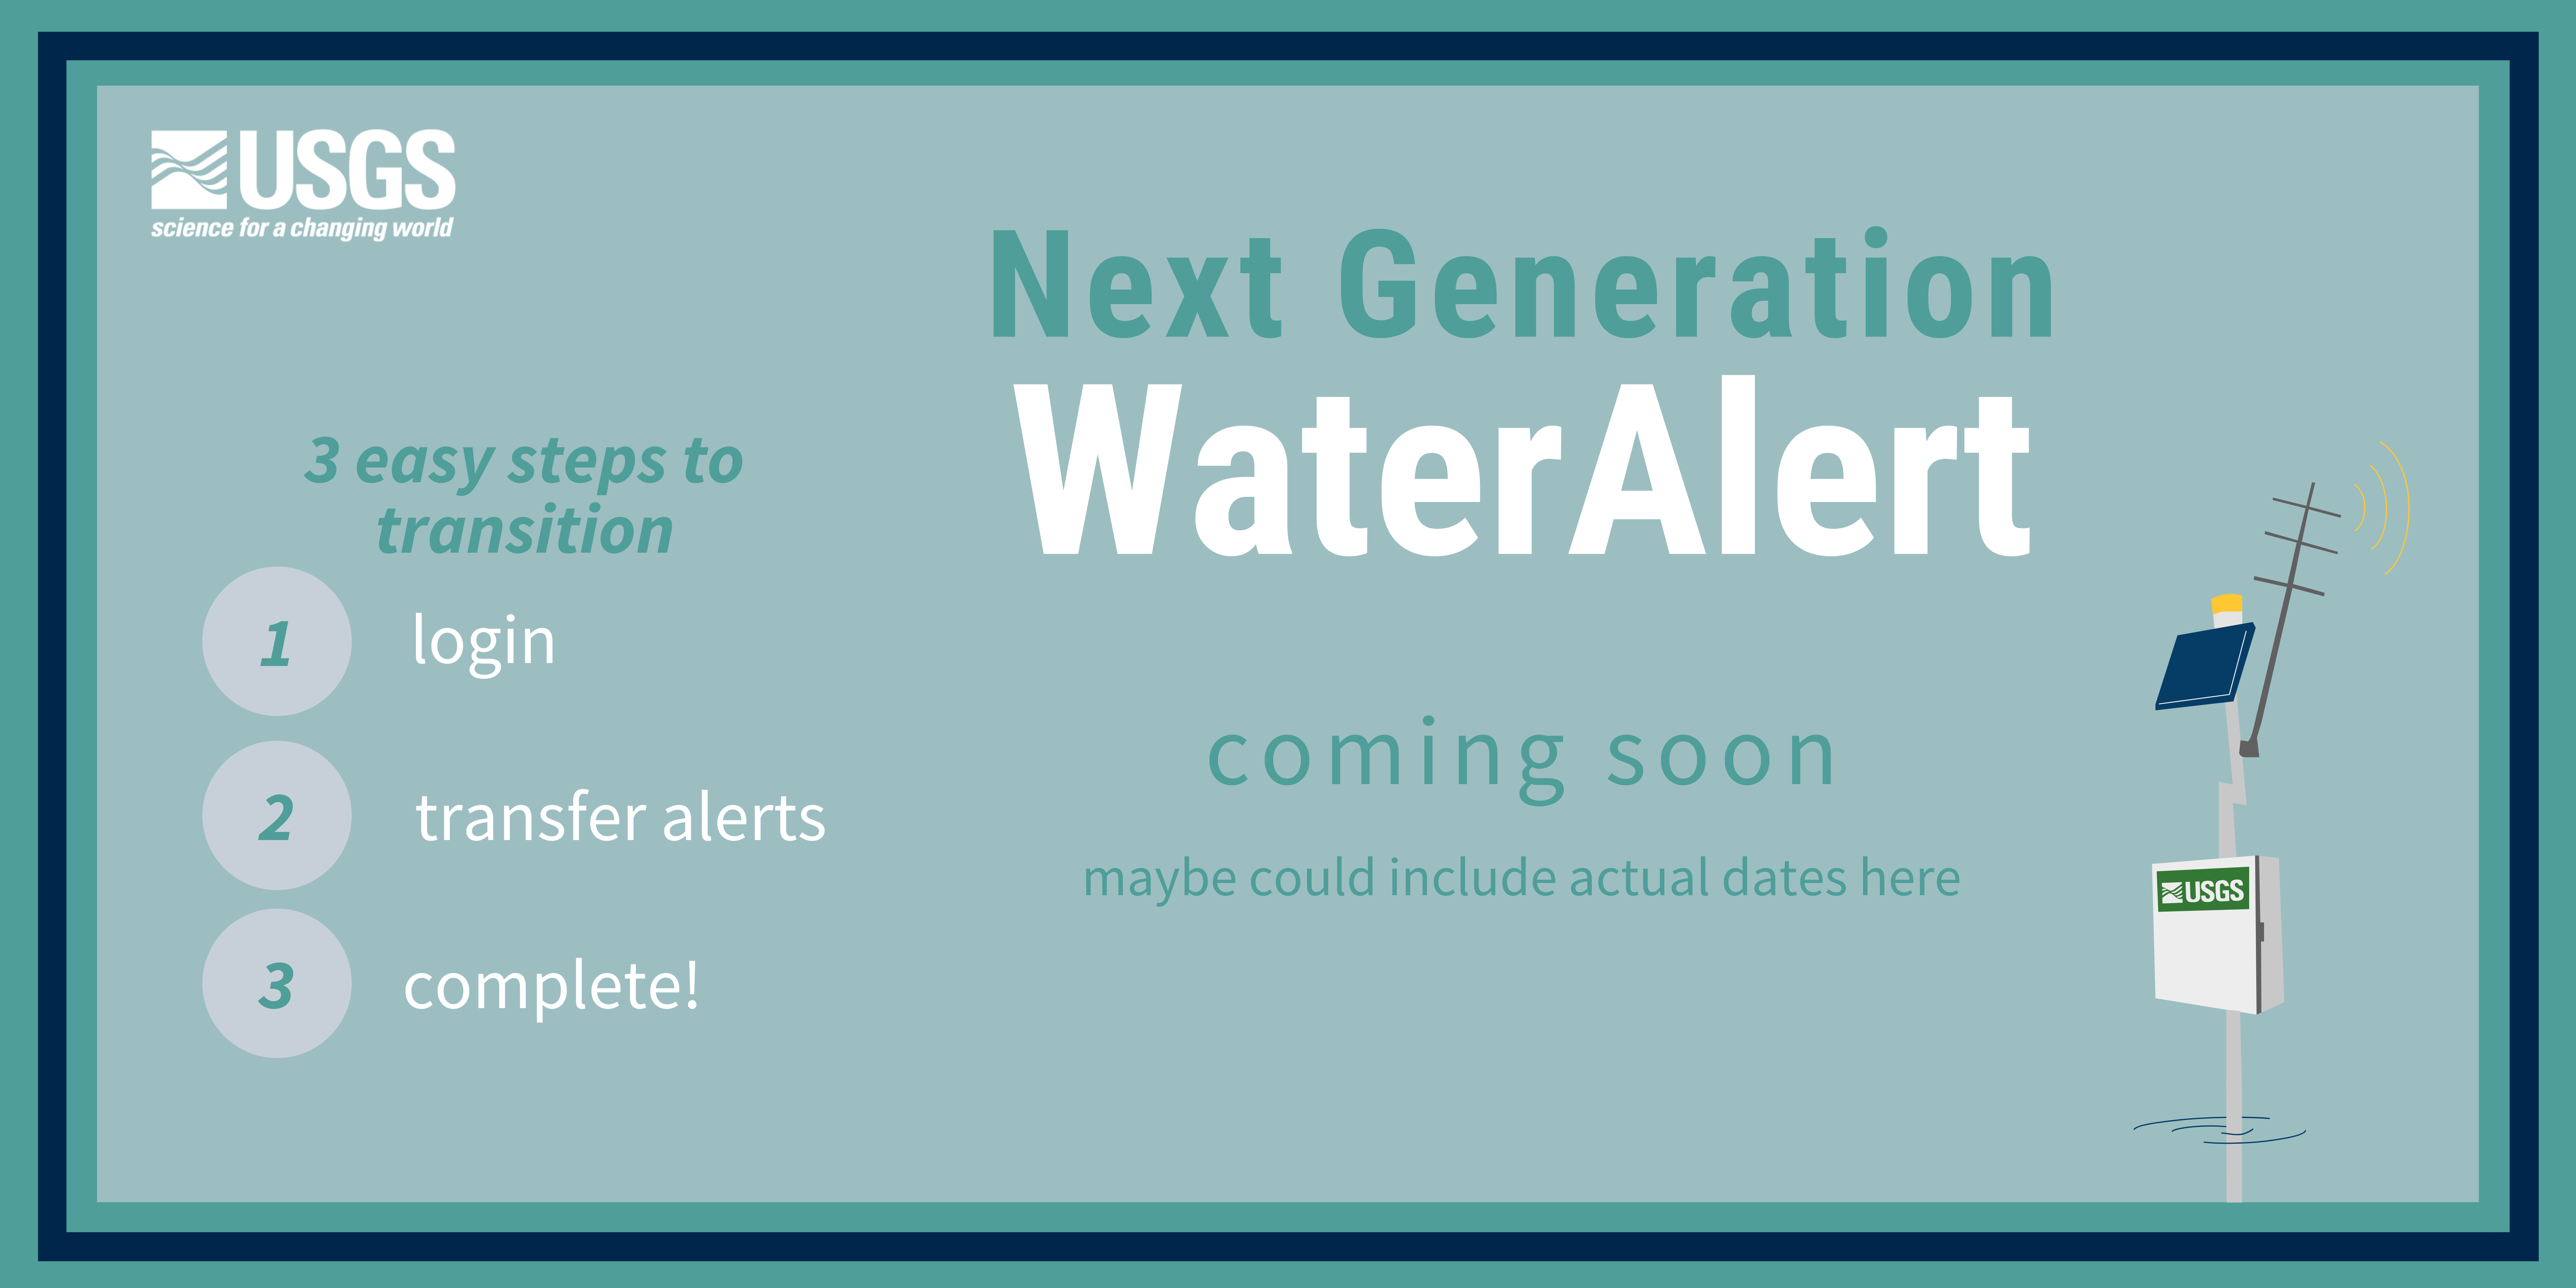 USGS
science for a changing world
Next Generation
WaterAlert
3 easy steps to
transition
1 login
2 transfer alerts
3 complete!
coming soon
maybe could include actual dates here
USGS